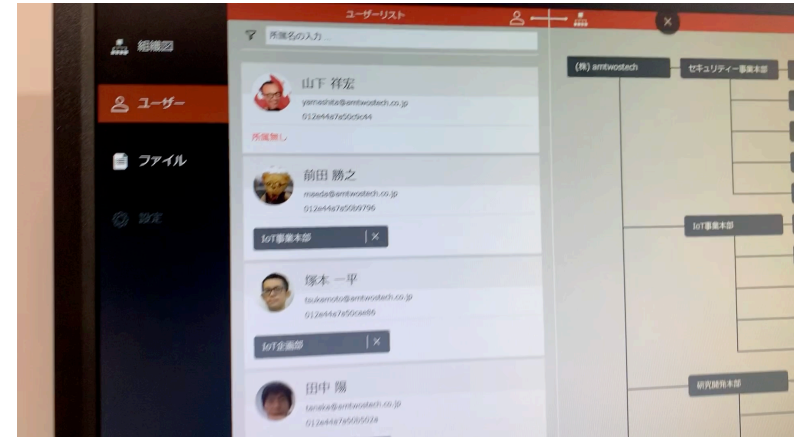 ユーザーリスト
組織図
ユーザー
ファイル
設定
所属名の入力...
山下 祥宏
yamashita@amtwostech.co.jp
所属無し
前田 勝之
maeda@amtwostech.co.jp
IoT事業本部
塚本 一平
tsukamoto@amtwostech.co.jp
IoT企画部
田中 陽
tanaka@amtwostech.co.jp
(株) amtwostech
セキュリティー事業本部
IoT事業本部
研究開発本部